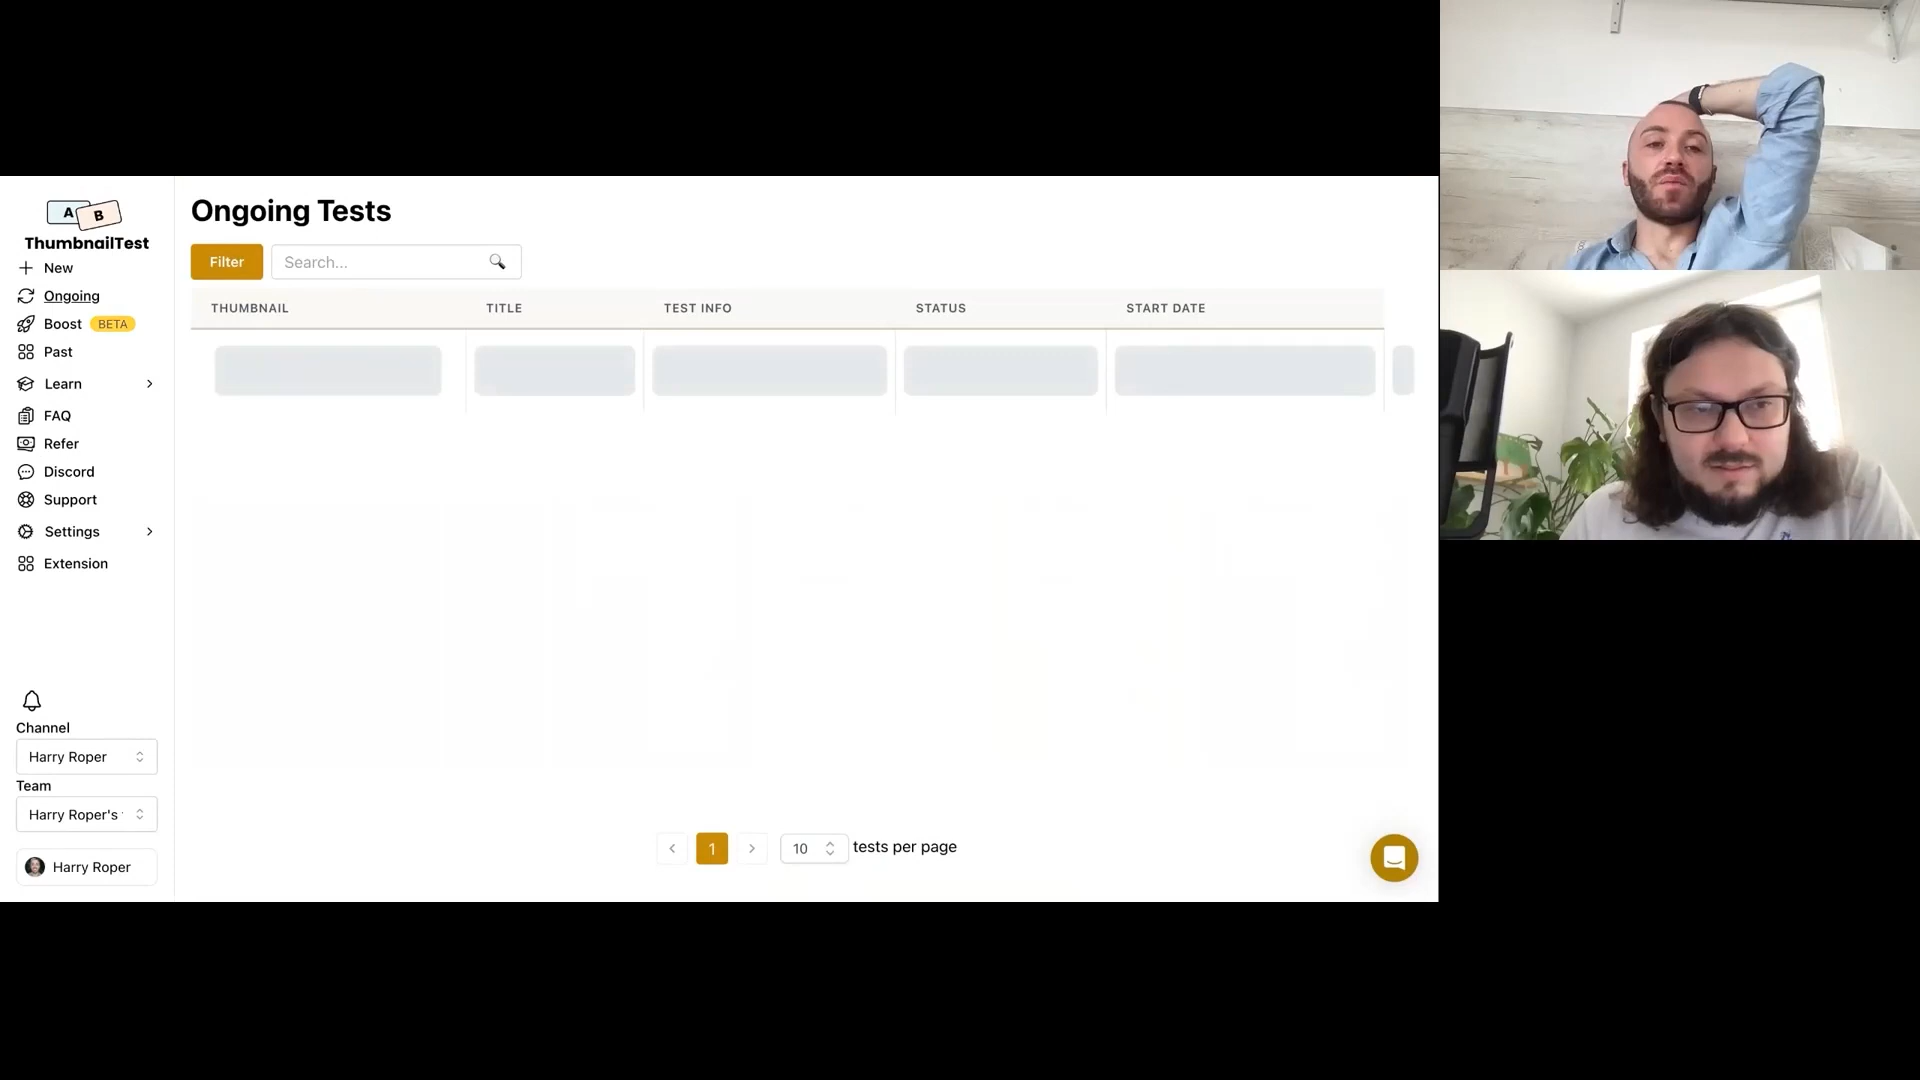 A B
ThumbnailTest
New
Ongoing
Boost BETA
Past
Learn
FAQ
Refer
Discord
Support
Settings
Extension
Channel
Harry Roper
Team
Harry Roper's
Harry Roper
Ongoing Tests
Filter
Search...
THUMBNAIL TITLE TEST INFO STATUS START DATE
1 10 tests per page